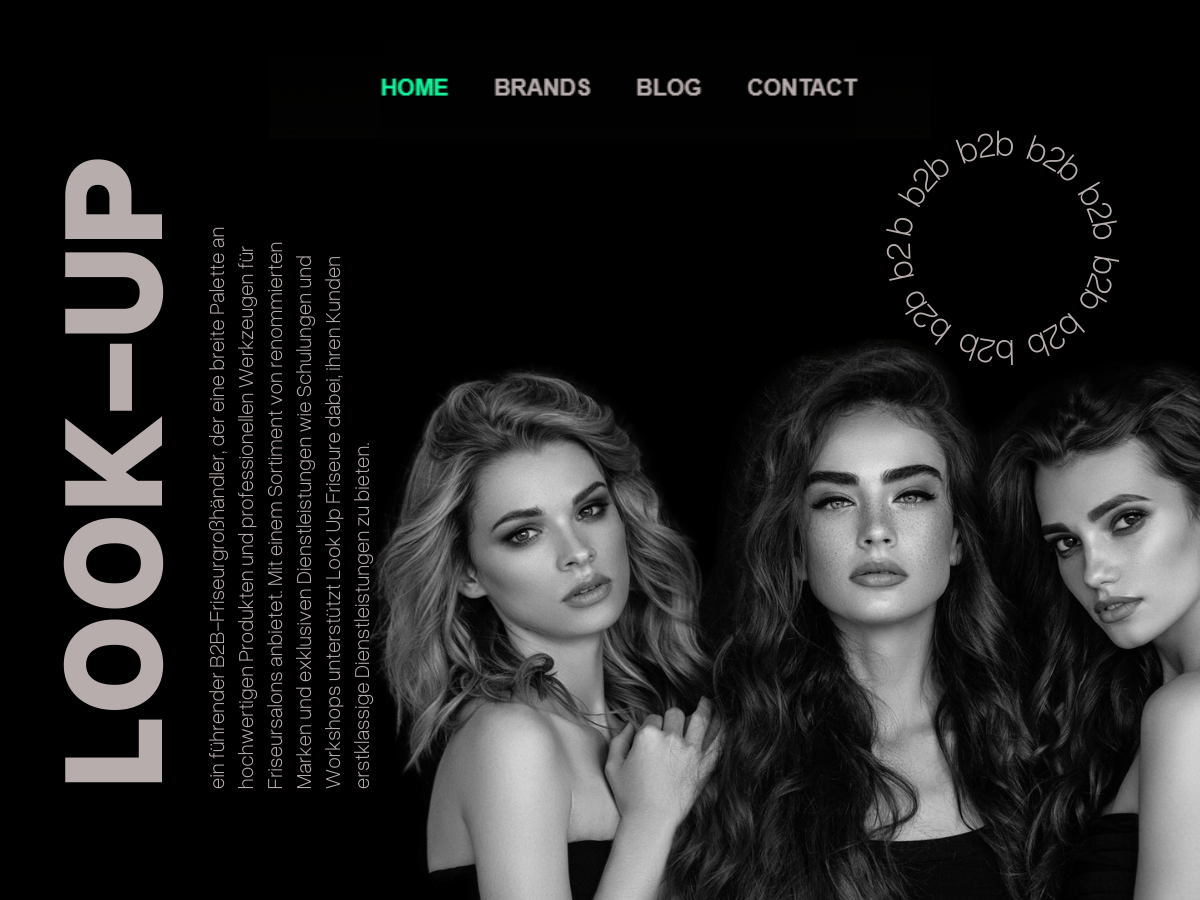 HOME BRANDS BLOG CONTACT
LOOK-UP
ein führender B2B-Friseurgroßhändler, der eine breite Palette an
hochwertigen Produkten und professionellen Werkzeugen für
Friseursalons anbietet. Mit einem Sortiment von renommierten
Marken und exklusiven Dienstleistungen wie Schulungen und
Workshops unterstützt Look Up Friseure dabei, ihren Kunden
erstklassige Dienstleistungen zu bieten.
b2b b2b b2b b2b b2b b2b b2b b2b b2b b2b